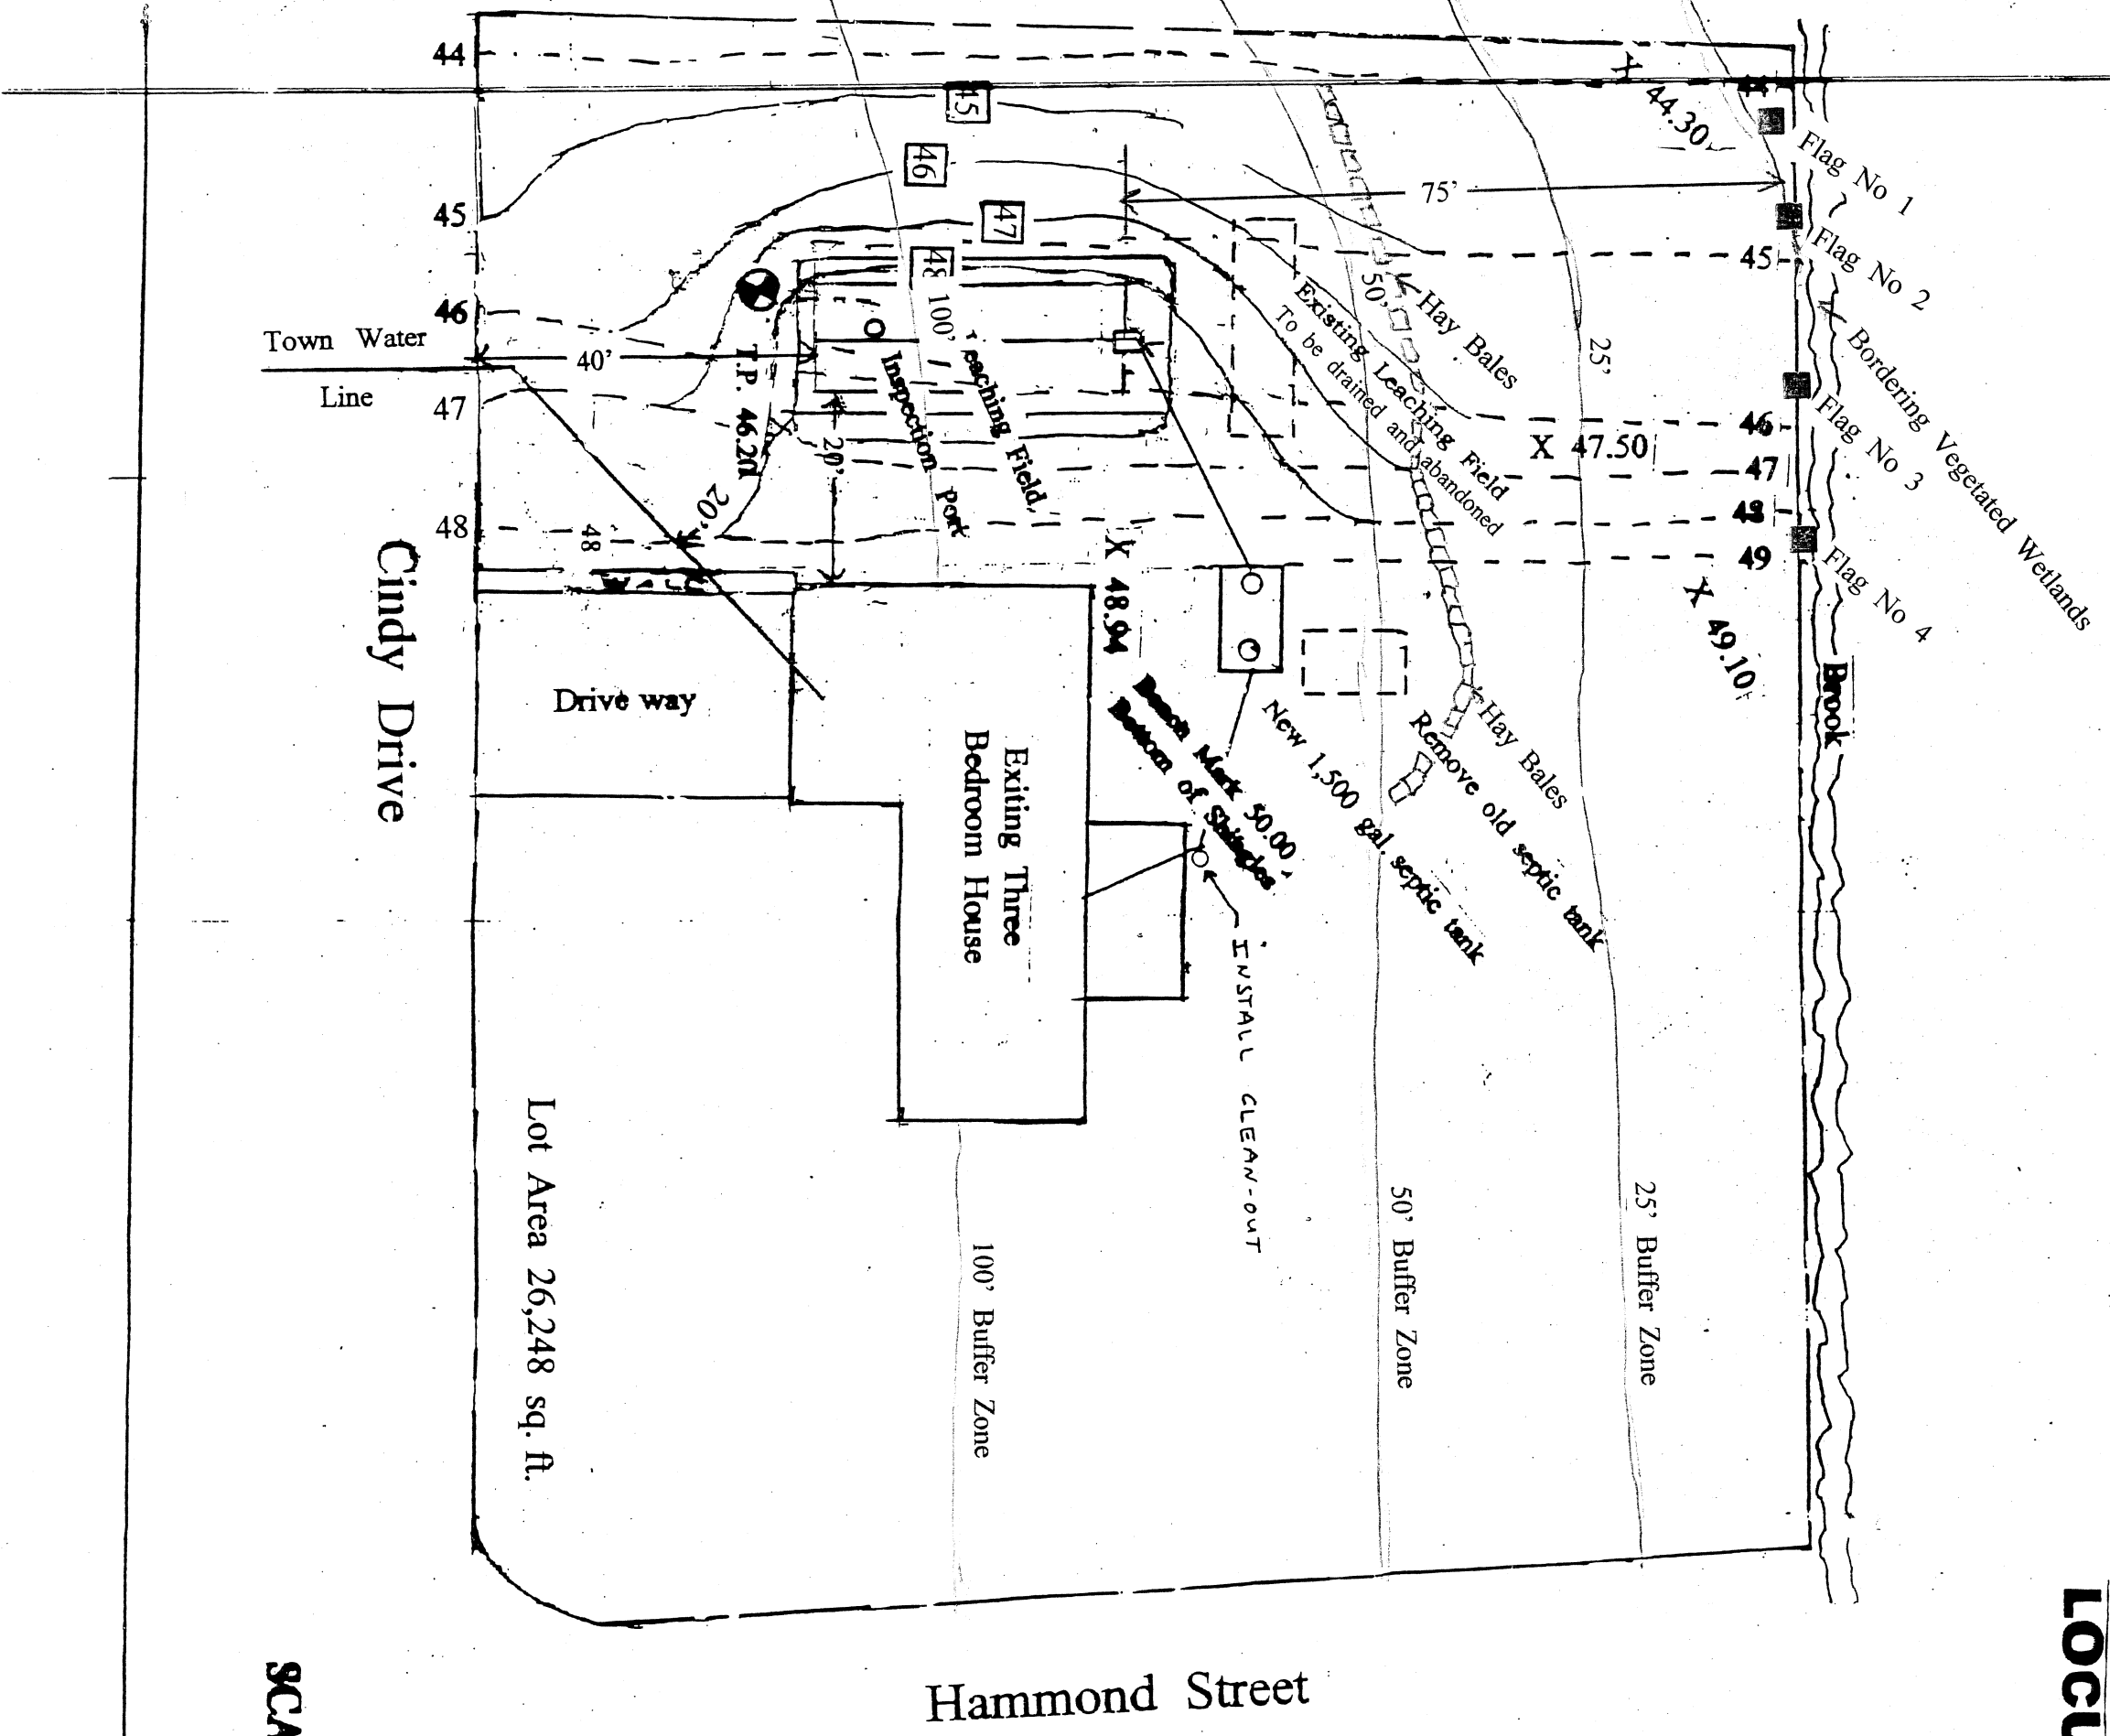 44
45
46
47
48
44.30
Flag No 1
75'
45
Flag No 2
46
Town Water
Line
40'
47
48
100'
Leaching Field
Inspection Port
T.P. 46.20
20'
20'
48
Existing Leaching Field
To be drained and abandoned
50'
Hay Bales
25'
45
Bordering Vegetated Wetlands
46
X 47.50
47
48
49
Flag No 3
Flag No 4
X 49.10
Brook
X 48.94
Bench Mark 50.00
Bottom of Shingles
New 1,500 gal. septic tank
Remove old septic tank
Hay Bales
Drive way
Cindy Drive
Exiting Three
Bedroom House
INSTALL CLEAN-OUT
Lot Area 26,248 sq. ft.
100' Buffer Zone
50' Buffer Zone
25' Buffer Zone
Hammond Street
SCA
LOCU